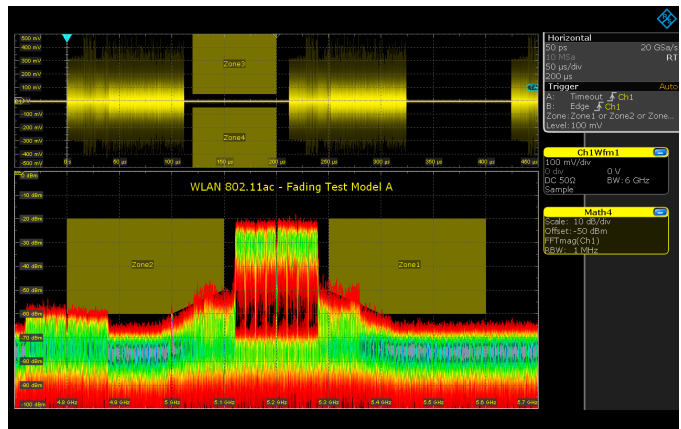 500 mV
400 mV
300 mV
200 mV
100 mV
Zone3
C1
0 V
TA
-100 mV
-200 mV
-300 mV
-400 mV
-500 mV
Zone4
0 s
50 µs
100 µs
150 µs
200 µs
250 µs
300 µs
350 µs
400 µs
460 µs
0 dBm
-10 dBm
WLAN 802.11ac - Fading Test Model A
-20 dBm
-30 dBm
-40 dBm
Zone2
Zone1
-50 dBm
-60 dBm
-70 dBm
-80 dBm
-90 dBm
-100 dBm
4.8 GHz
4.9 GHz
5 GHz
5.1 GHz
5.2 GHz
5.3 GHz
5.4 GHz
5.5 GHz
5.6 GHz
5.7 GHz
Horizontal
50 ps 20 GSa/s
10 MSa RT
50 µs/div
200 µs
Trigger Auto
A: Timeout Ch1
B: Edge Ch1
Zone: Zone1 or Zone2 or Zone...
Level: 100 mV
Ch1Wfm1
100 mV/div
0 div 0 V
DC 50Ω BW: 6 GHz
Sample
Math4
Scale: 10 dB/div
Offset: -50 dBm
FFTmag(Ch1)
RBW: 1 MHz